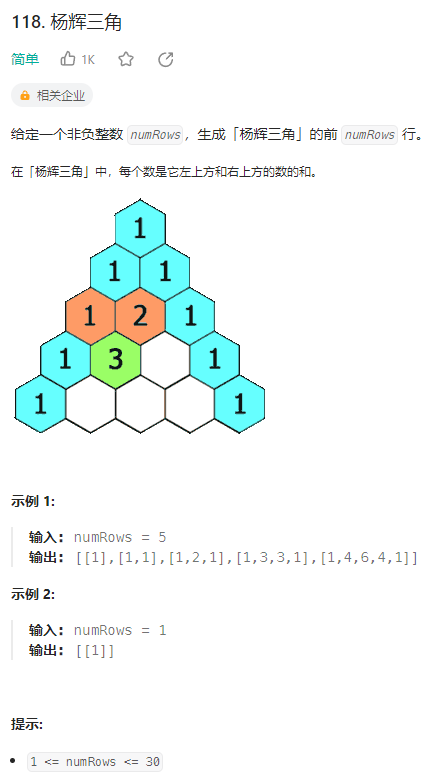 118. 杨辉三角
简单 1K
相关企业
给定一个非负整数 numRows，生成「杨辉三角」的前 numRows 行。
在「杨辉三角」中，每个数是它左上方和右上方的数的和。
1
1 1
1 2 1
1 3 1
1 1
示例 1:
输入: numRows = 5
输出: [[1],[1,1],[1,2,1],[1,3,3,1],[1,4,6,4,1]]
示例 2:
输入: numRows = 1
输出: [[1]]
提示:
1 <= numRows <= 30